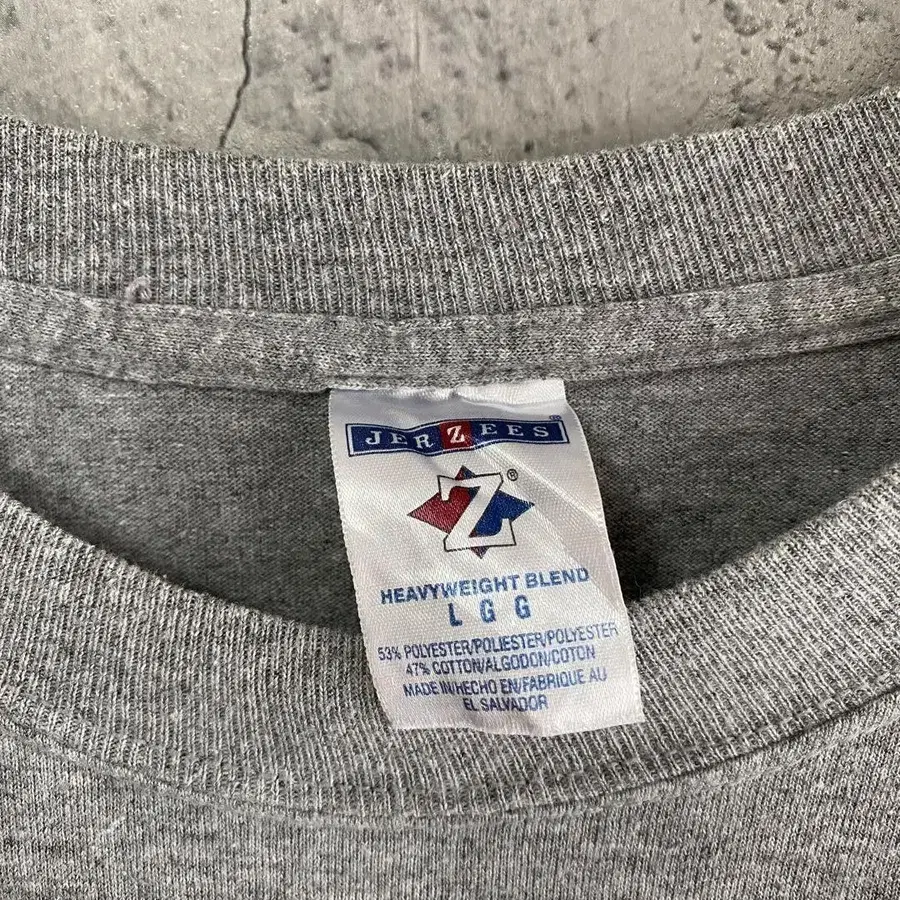 JERZEES
Z®
HEAVYWEIGHT BLEND
L G G
53% POLYESTER/POLIESTER/POLYESTER
47% COTTON/ALGODON/COTON
MADE IN/HECHO EN/FABRIQUE AU
EL SALVADOR